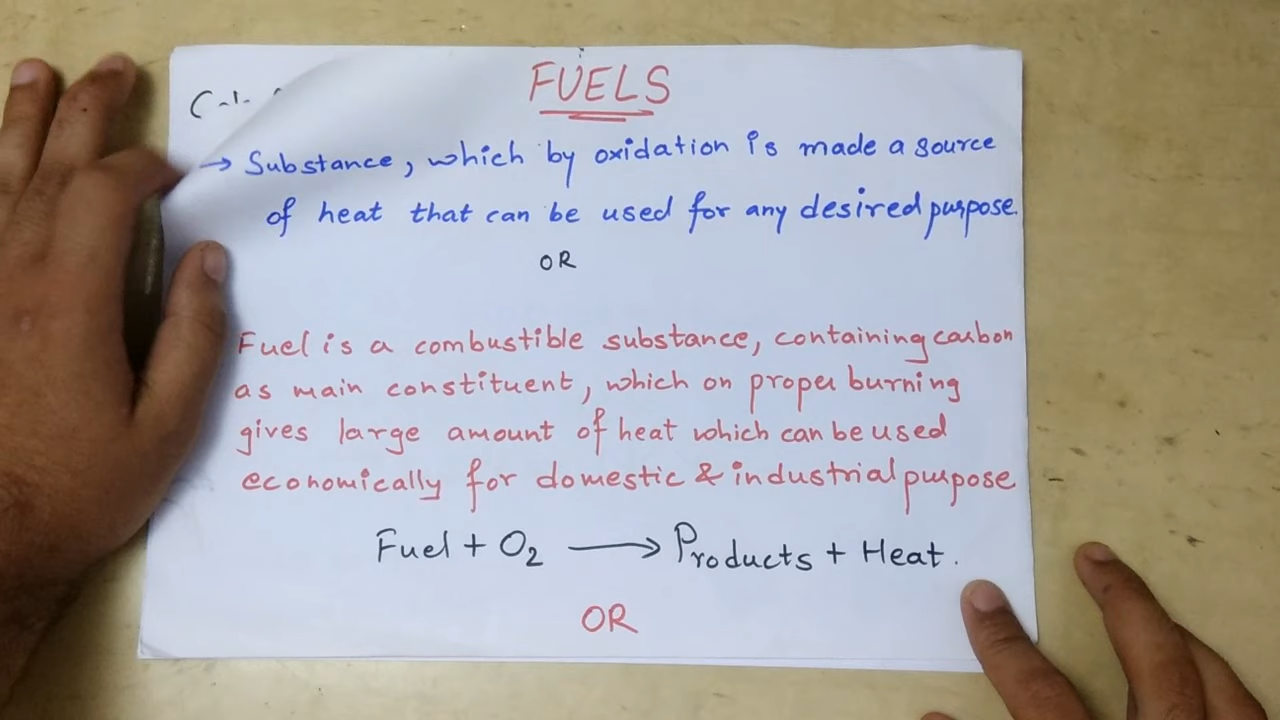 FUELS
→ Substance, which by oxidation is made a source
of heat that can be used for any desired purpose.
OR
Fuel is a combustible substance, containing carbon
as main constituent, which on proper burning
gives large amount of heat which can be used
economically for domestic & industrial purpose
Fuel + O₂ ⟶ Products + Heat.
OR